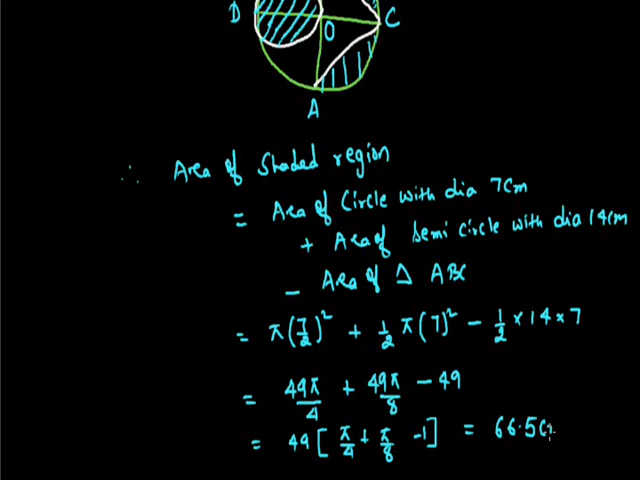 D O C
A
∴ Area of Shaded region
= Area of Circle with dia 7cm
+ Area of Semi circle with dia 14cm
- Area of Δ ABC
= π(7/2)² + 1/2 π(7)² - 1/2 × 14 × 7
= 49π/4 + 49π/8 - 49
= 49 [ π/4 + π/8 - 1 ] = 66.5c